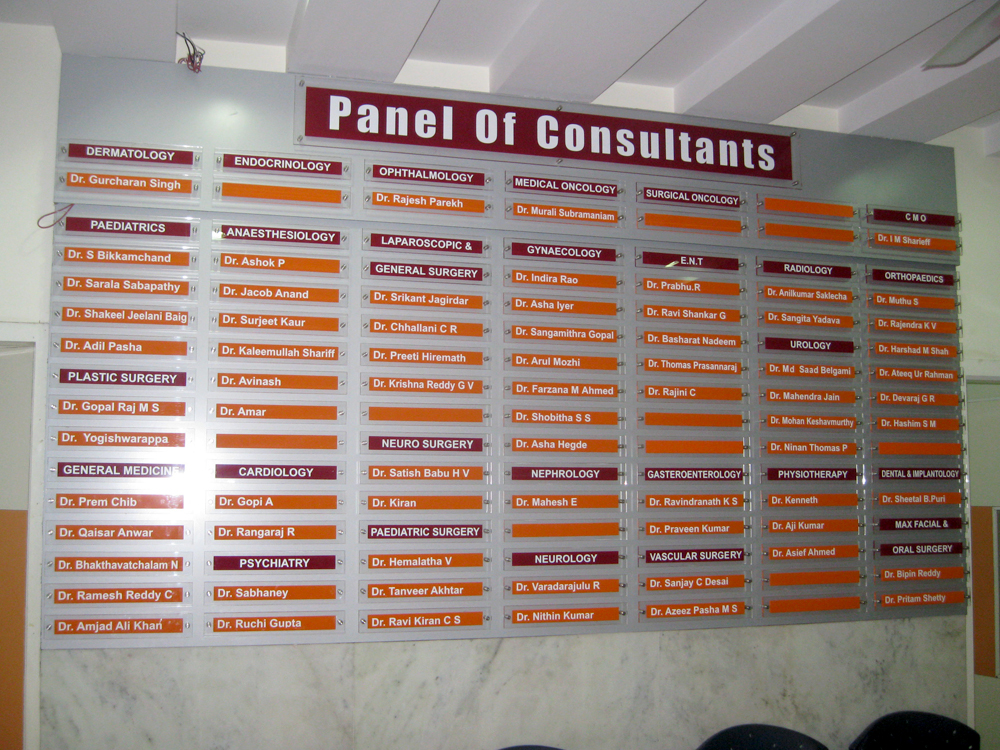 Panel Of Consultants
DERMATOLOGY
Dr. Gurcharan Singh
PAEDIATRICS
Dr. S Bikkamchand
Dr. Sarala Sabapathy
Dr. Shakeel Jeelani Baig
Dr. Adil Pasha
PLASTIC SURGERY
Dr. Gopal Raj M S
Dr. Yogishwarappa
GENERAL MEDICINE
Dr. Prem Chib
Dr. Qaisar Anwar
Dr. Bhakthavatchalam N
Dr. Ramesh Reddy C
Dr. Amjad Ali Khan
ENDOCRINOLOGY
ANAESTHESIOLOGY
Dr. Ashok P
Dr. Jacob Anand
Dr. Surjeet Kaur
Dr. Kaleemullah Shariff
Dr. Avinash
Dr. Amar
CARDIOLOGY
Dr. Gopi A
Dr. Rangaraj R
PSYCHIATRY
Dr. Sabhaney
Dr. Ruchi Gupta
OPHTHALMOLOGY
Dr. Rajesh Parekh
LAPAROSCOPIC &
GENERAL SURGERY
Dr. Srikant Jagirdar
Dr. Chhallani C R
Dr. Preeti Hiremath
Dr. Krishna Reddy G V
NEURO SURGERY
Dr. Satish Babu H V
Dr. Kiran
PAEDIATRIC SURGERY
Dr. Hemalatha V
Dr. Tanveer Akhtar
Dr. Ravi Kiran C S
MEDICAL ONCOLOGY
Dr. Murali Subramaniam
GYNAECOLOGY
Dr. Indira Rao
Dr. Asha Iyer
Dr. Sangamithra Gopal
Dr. Arul Mozhi
Dr. Farzana M Ahmed
Dr. Shobitha S S
Dr. Asha Hegde
NEPHROLOGY
Dr. Mahesh E
NEUROLOGY
Dr. Varadarajulu R
Dr. Nithin Kumar
SURGICAL ONCOLOGY
E.N.T
Dr. Prabhu.R
Dr. Ravi Shankar G
Dr. Basharat Nadeem
Dr. Thomas Prasannaraj
Dr. Rajini C
GASTEROENTEROLOGY
Dr. Ravindranath K S
Dr. Praveen Kumar
VASCULAR SURGERY
Dr. Sanjay C Desai
Dr. Azeez Pasha M S
RADIOLOGY
Dr. Anilkumar Saklecha
Dr. Sangita Yadava
UROLOGY
Dr. Md Saad Belgami
Dr. Mahendra Jain
Dr. Mohan Keshavmurthy
Dr. Ninan Thomas P
PHYSIOTHERAPY
Dr. Kenneth
Dr. Aji Kumar
Dr. Asief Ahmed
C M O
Dr. I M Sharieff
ORTHOPAEDICS
Dr. Muthu S
Dr. Rajendra K V
Dr. Harshad M Shah
Dr. Ateeq Ur Rahman
Dr. Devaraj G R
Dr. Hashim S M
DENTAL & IMPLANTOLOGY
Dr. Sheetal B.Puri
MAX FACIAL &
ORAL SURGERY
Dr. Bipin Reddy
Dr. Pritam Shetty